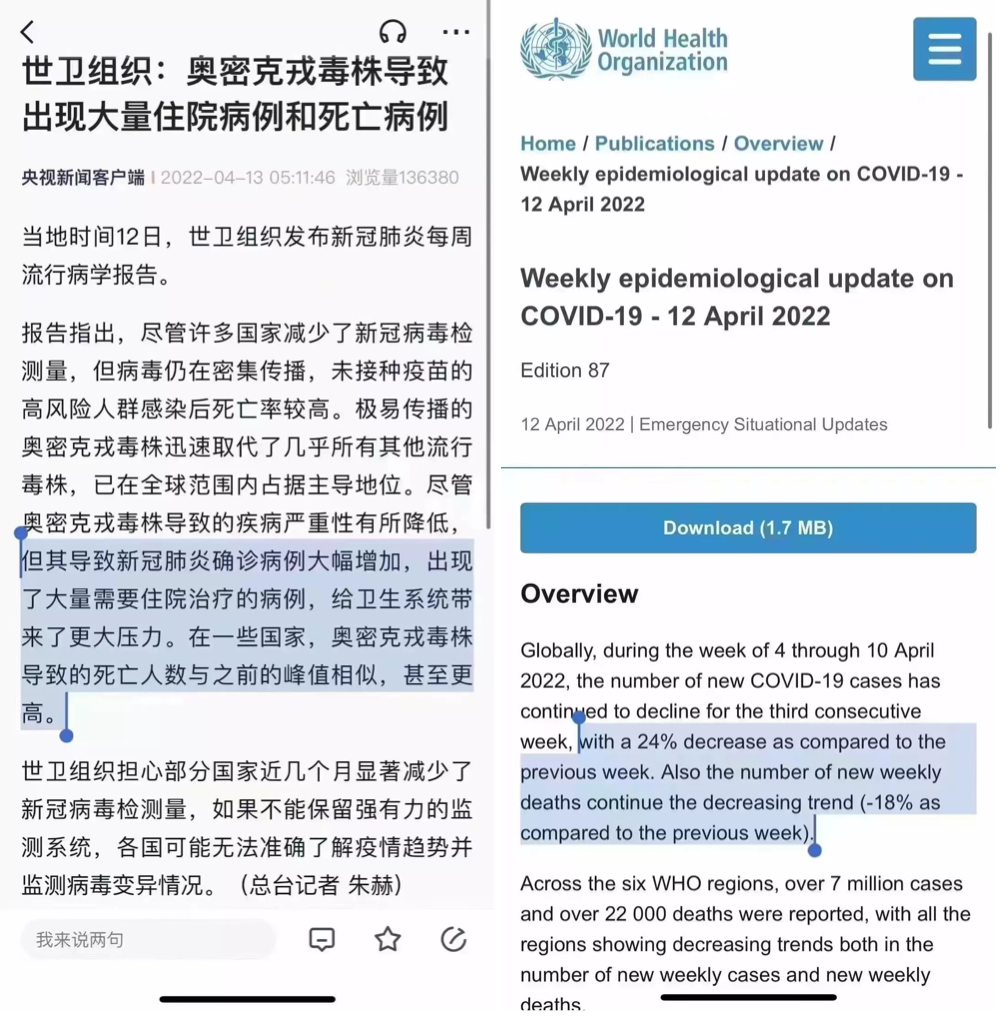 世卫组织：奥密克戎毒株导致
出现大量住院病例和死亡病例
央视新闻客户端 | 2022-04-13 05:11:46 浏览量136380
当地时间12日，世卫组织发布新冠肺炎每周
流行病学报告。
报告指出，尽管许多国家减少了新冠病毒检
测量，但病毒仍在密集传播，未接种疫苗的
高风险人群感染后死亡率较高。极易传播的
奥密克戎毒株迅速取代了几乎所有其他流行
毒株，已在全球范围内占据主导地位。尽管
奥密克戎毒株导致的疾病严重性有所降低，
但其导致新冠肺炎确诊病例大幅增加，出现
了大量需要住院治疗的病例，给卫生系统带
来了更大压力。在一些国家，奥密克戎毒株
导致的死亡人数与之前的峰值相似，甚至更
高。
世卫组织担心部分国家近几个月显著减少了
新冠病毒检测量，如果不能保留强有力的监
测系统，各国可能无法准确了解疫情趋势并
监测病毒变异情况。（总台记者 朱赫）
我来说两句
World Health
Organization
Home / Publications / Overview /
Weekly epidemiological update on COVID-19 -
12 April 2022
Weekly epidemiological update on
COVID-19 - 12 April 2022
Edition 87
12 April 2022 | Emergency Situational Updates
Download (1.7 MB)
Overview
Globally, during the week of 4 through 10 April
2022, the number of new COVID-19 cases has
continued to decline for the third consecutive
week, with a 24% decrease as compared to the
previous week. Also the number of new weekly
deaths continue the decreasing trend (-18% as
compared to the previous week).
Across the six WHO regions, over 7 million cases
and over 22 000 deaths were reported, with all the
regions showing decreasing trends both in the
number of new weekly cases and new weekly
deaths.